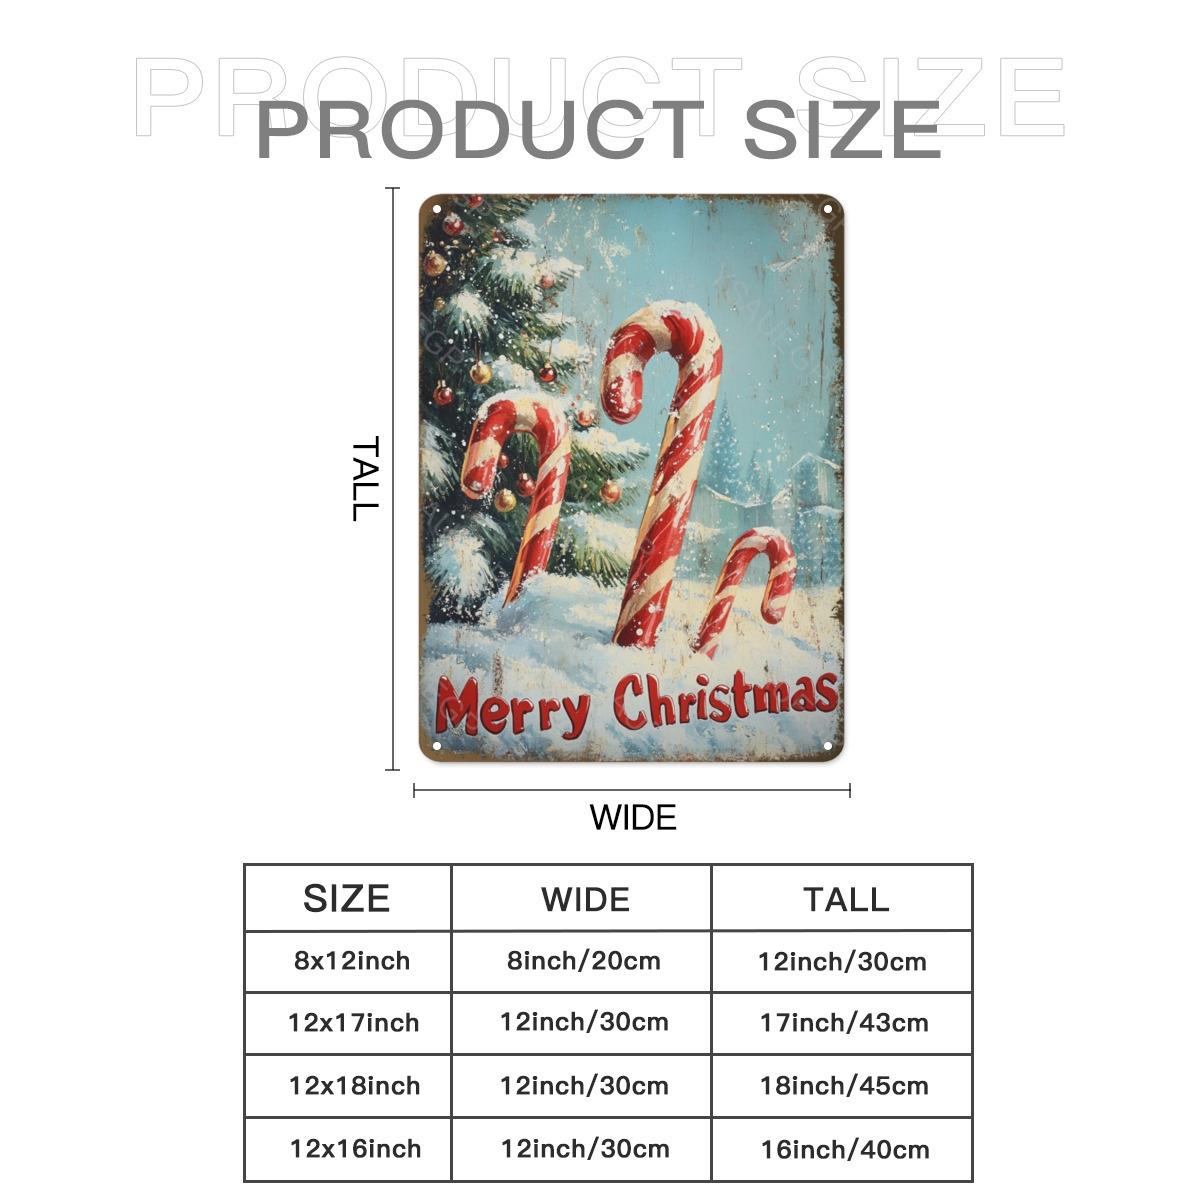 PRODUCT SIZE
PRODUCT SIZE
TALL
Merry Christmas
WIDE
SIZE WIDE TALL
8x12inch 8inch/20cm 12inch/30cm
12x17inch 12inch/30cm 17inch/43cm
12x18inch 12inch/30cm 18inch/45cm
12x16inch 12inch/30cm 16inch/40cm